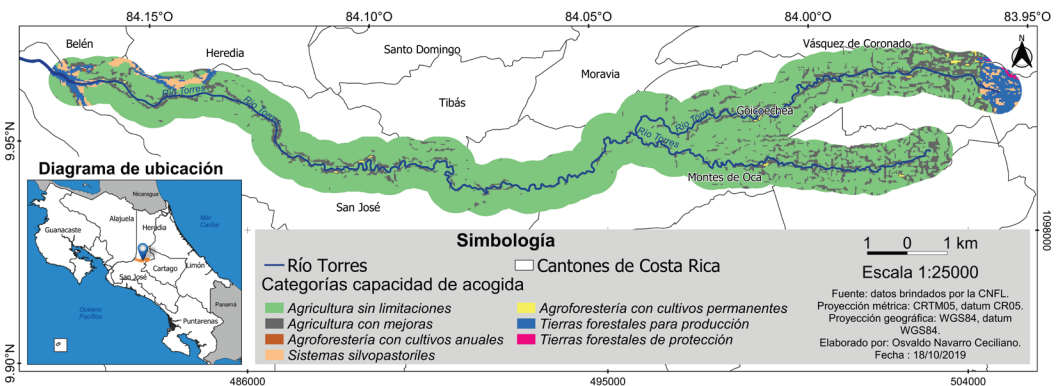 84.15°O 84.10°O 84.05°O 84.00°O 83.95°O
Belén
Heredia
Santo Domingo
Vásquez de Coronado
N
Moravia
Tibás
Río Torres
Río Torres
Río Torres
Goicoechea
Río Torres
Montes de Oca
San José
9.95°N
9.90°N
1098000
Diagrama de ubicación
Nicaragua
Alajuela
Heredia
Mar
Caribe
Guanacaste
Limón
Cartago
San José
Océano
Pacífico
Puntarenas
Panamá
Simbología
Río Torres
Cantones de Costa Rica
Categorías capacidad de acogida
Agricultura sin limitaciones
Agricultura con mejoras
Agroforestería con cultivos anuales
Sistemas silvopastoriles
Agroforestería con cultivos permanentes
Tierras forestales para producción
Tierras forestales de protección
1 0 1 km
Escala 1:25000
Fuente: datos brindados por la CNFL.
Proyección métrica: CRTM05, datum CR05.
Proyección geográfica: WGS84, datum
WGS84.
Elaborado por: Osvaldo Navarro Ceciliano.
Fecha : 18/10/2019
486000 495000 504000